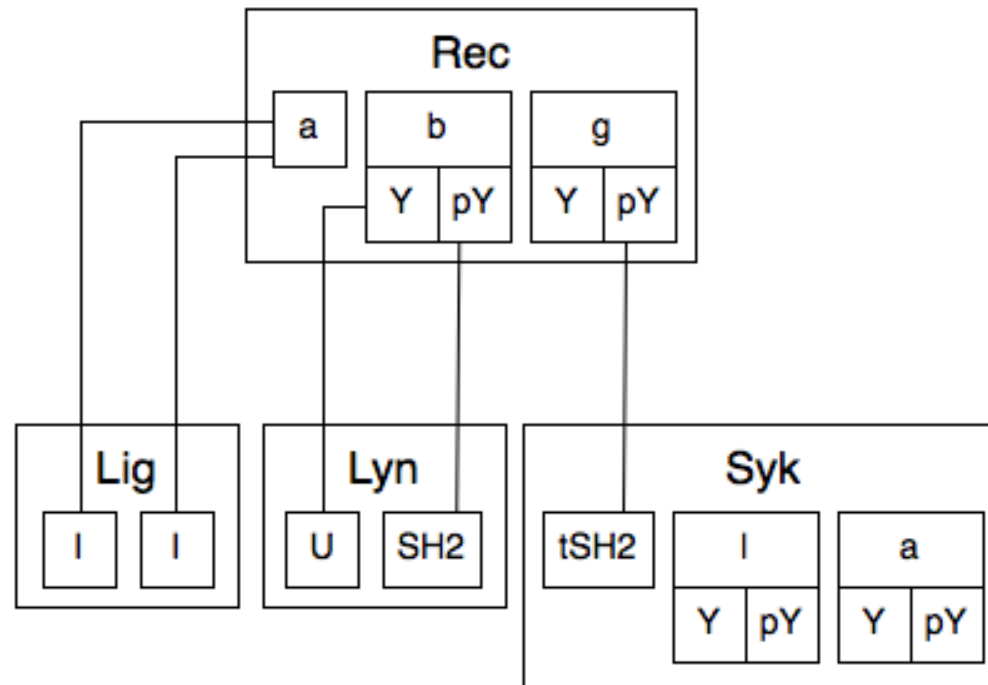 Rec
a b g
Y pY Y pY
Lig Lyn Syk
l l U SH2 tSH2 l a
Y pY Y pY